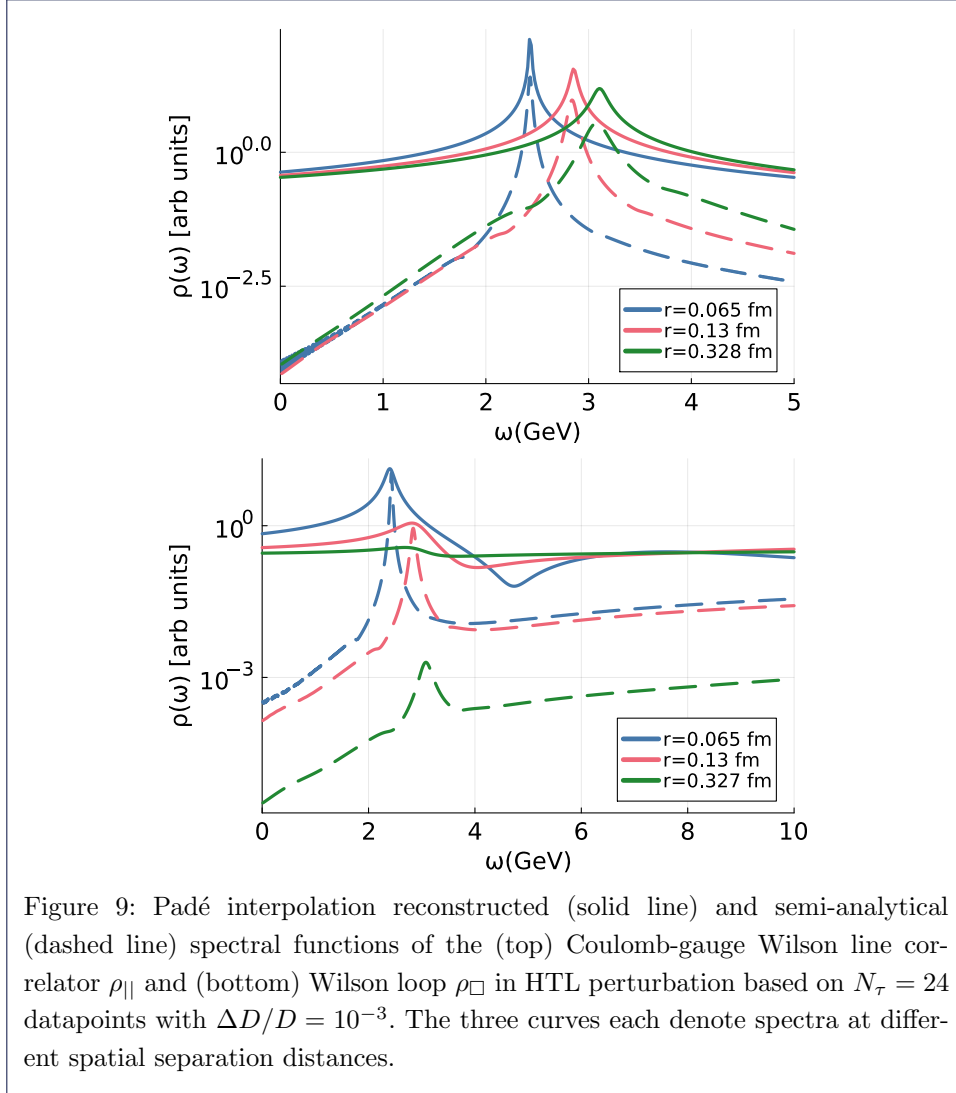 10^0.0
10^-2.5
ρ(ω) [arb units]
r=0.065 fm
r=0.13 fm
r=0.328 fm
0 1 2 3 4 5
ω(GeV)
10^0
10^-3
ρ(ω) [arb units]
r=0.065 fm
r=0.13 fm
r=0.327 fm
0 2 4 6 8 10
ω(GeV)
Figure 9: Padé interpolation reconstructed (solid line) and semi-analytical
(dashed line) spectral functions of the (top) Coulomb-gauge Wilson line cor-
relator ρ_|| and (bottom) Wilson loop ρ_□ in HTL perturbation based on N_τ = 24
datapoints with ΔD/D = 10^-3. The three curves each denote spectra at differ-
ent spatial separation distances.